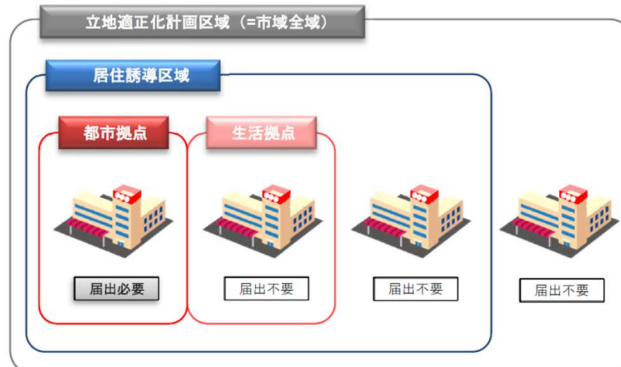 立地適正化計画区域（=市域全域）
居住誘導区域
都市拠点
生活拠点
届出必要
届出不要
届出不要
届出不要